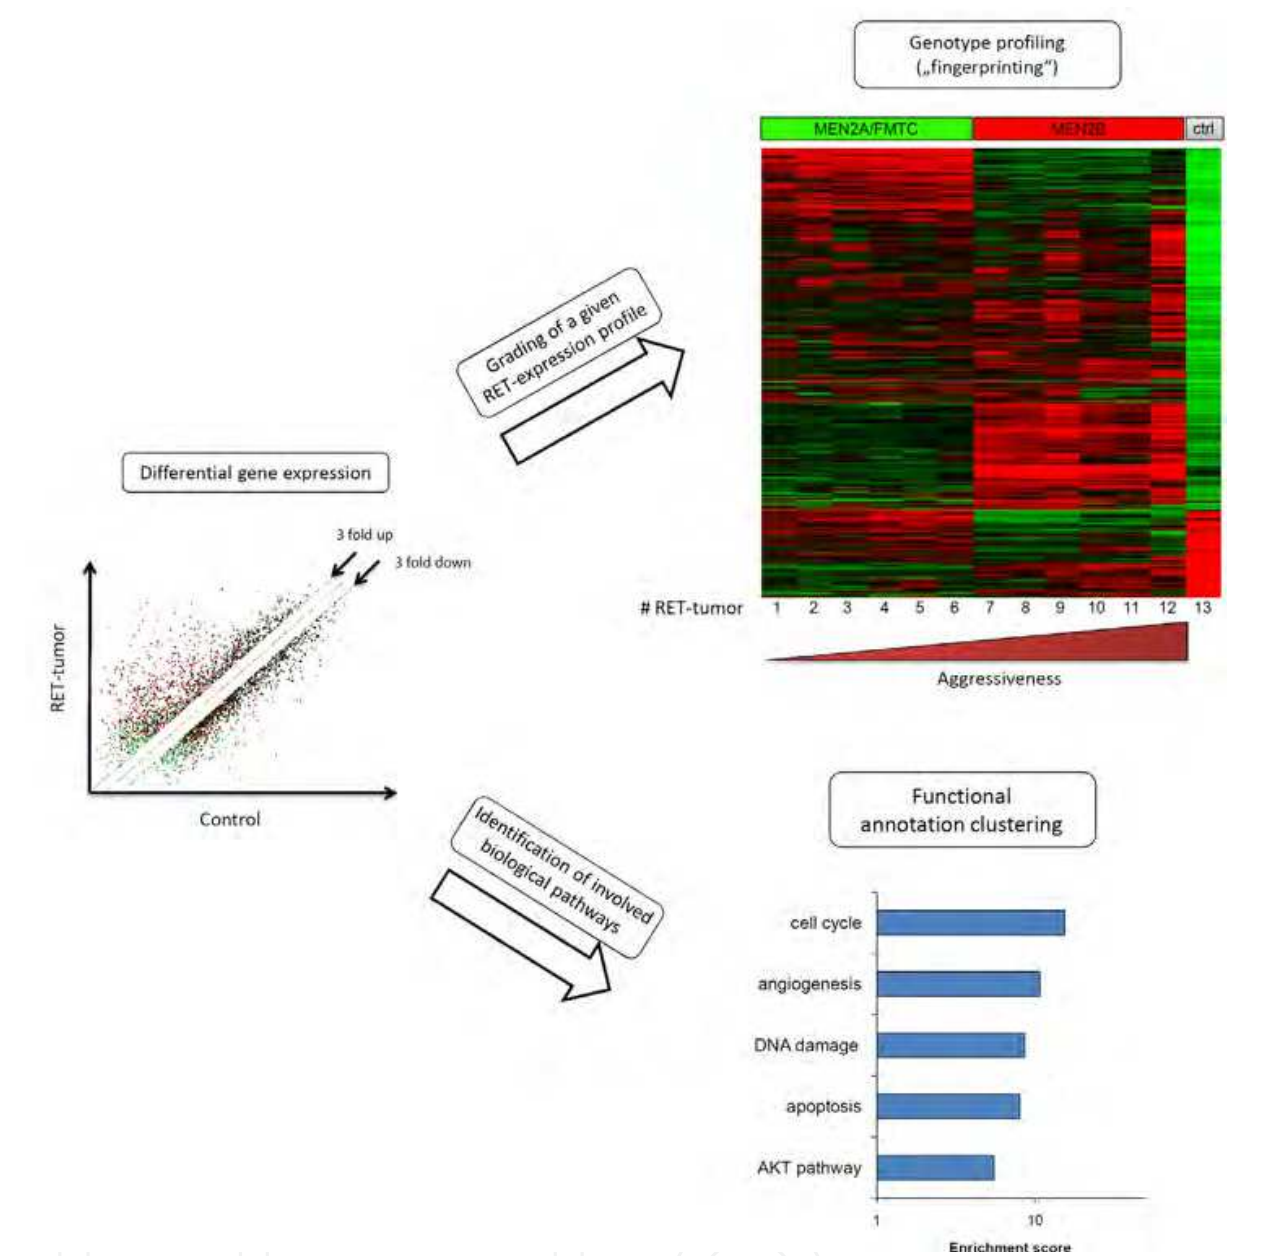 Genotype profiling
(„fingerprinting“)
MEN2A/FMTC
MEN2B
ctrl
Grading of a given
RET-expression profile
Differential gene expression
3 fold up
3 fold down
RET-tumor
Control
# RET-tumor 1 2 3 4 5 6 7 8 9 10 11 12 13
Aggressiveness
Identification of involved
biological pathways
Functional
annotation clustering
cell cycle
angiogenesis
DNA damage
apoptosis
AKT pathway
1 10
Enrichment score